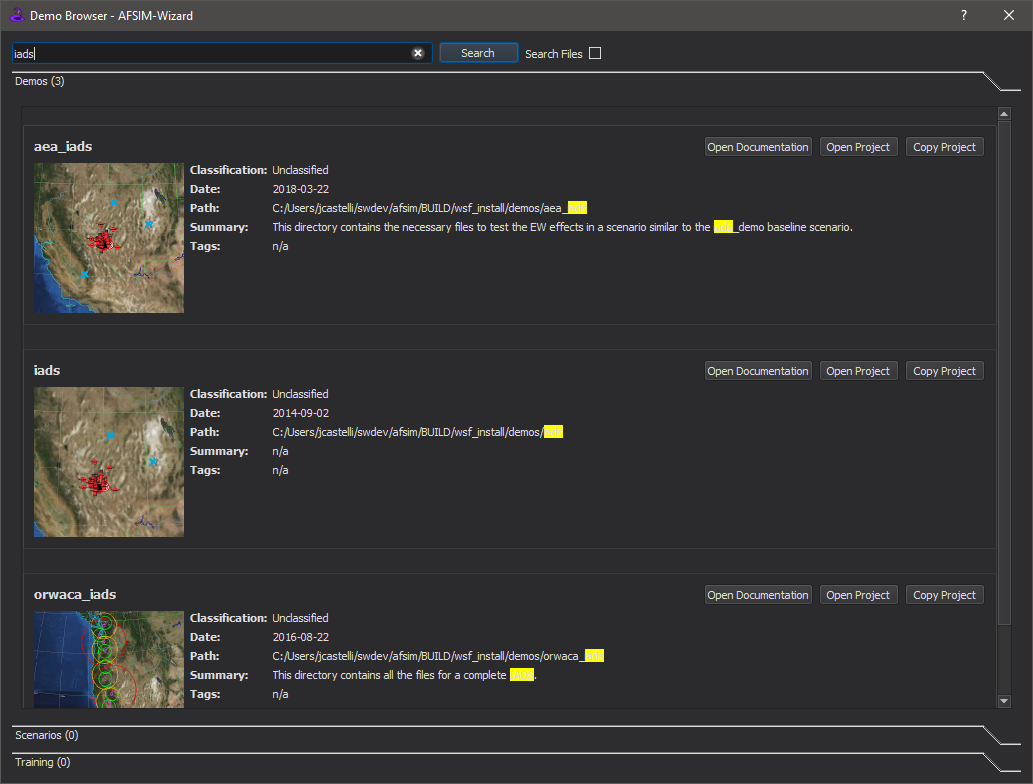 Demo Browser - AFSIM-Wizard
?
iads
Search
Search Files
Demos (3)
aea_iads
Open Documentation
Open Project
Copy Project
Classification: Unclassified
Date: 2018-03-22
Path: C:/Users/jcastelli/swdev/afsim/BUILD/wsf_install/demos/aea_iads
Summary: This directory contains the necessary files to test the EW effects in a scenario similar to the iads_demo baseline scenario.
Tags: n/a
iads
Open Documentation
Open Project
Copy Project
Classification: Unclassified
Date: 2014-09-02
Path: C:/Users/jcastelli/swdev/afsim/BUILD/wsf_install/demos/iads
Summary: n/a
Tags: n/a
orwaca_iads
Open Documentation
Open Project
Copy Project
Classification: Unclassified
Date: 2016-08-22
Path: C:/Users/jcastelli/swdev/afsim/BUILD/wsf_install/demos/orwaca_iads
Summary: This directory contains all the files for a complete IADS.
Tags: n/a
Scenarios (0)
Training (0)